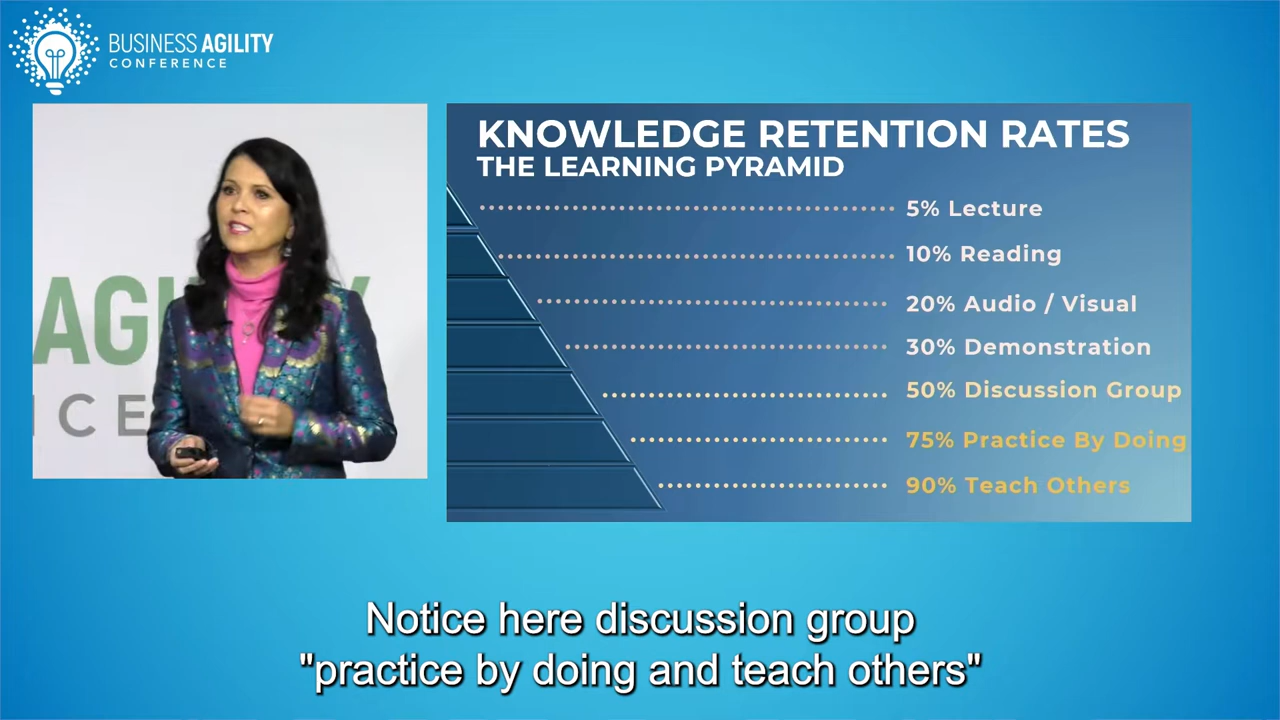 BUSINESS AGILITY
CONFERENCE
KNOWLEDGE RETENTION RATES
THE LEARNING PYRAMID
5% Lecture
10% Reading
20% Audio / Visual
30% Demonstration
50% Discussion Group
75% Practice By Doing
90% Teach Others
Notice here discussion group
"practice by doing and teach others"